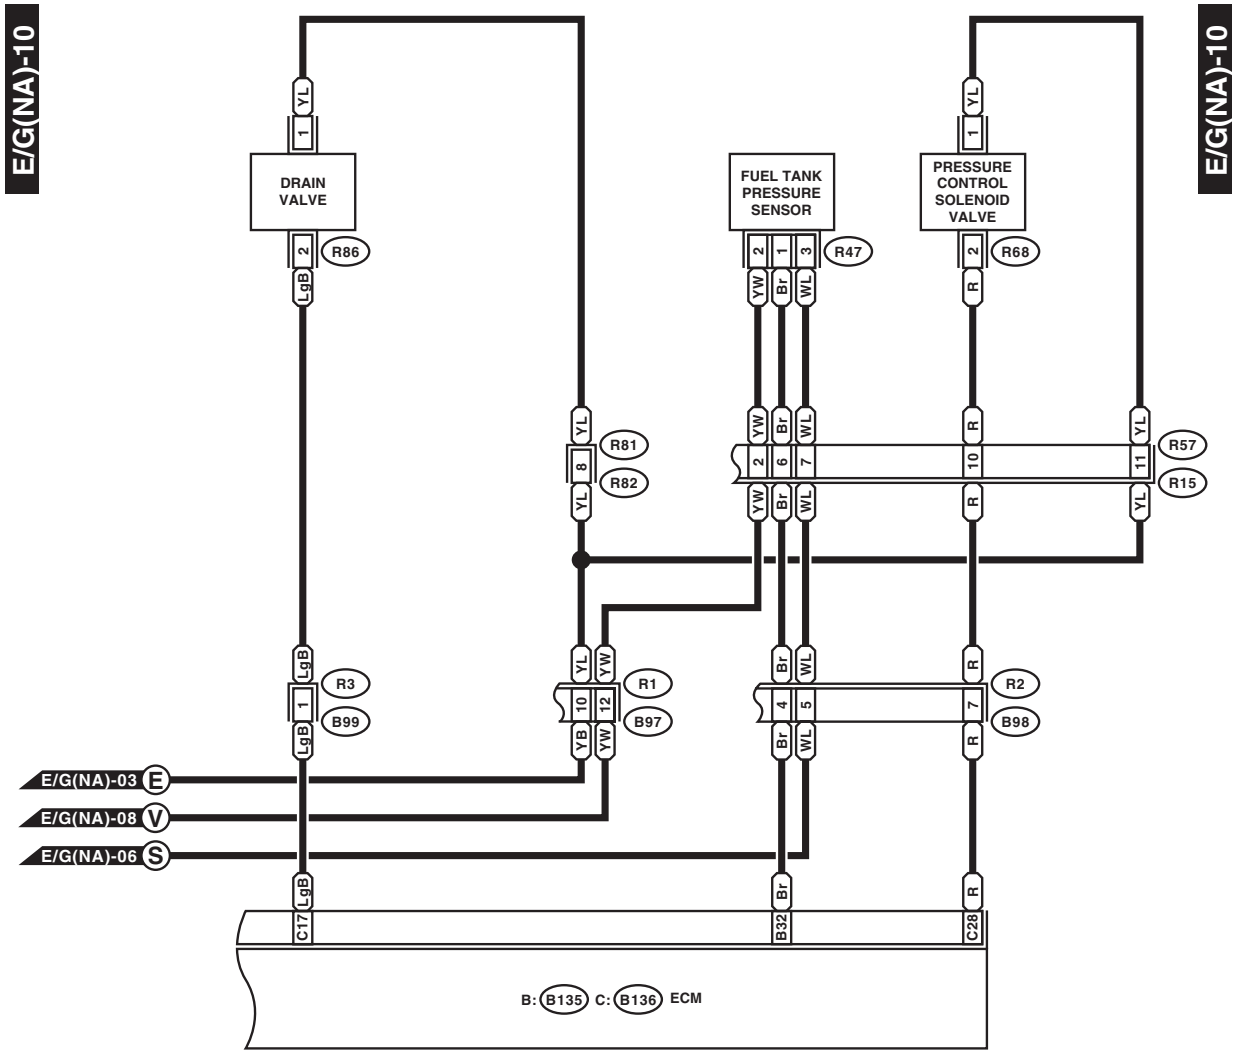 E/G(NA)-10
E/G(NA)-10
YL
YL
1
1
DRAIN
VALVE
FUEL TANK
PRESSURE
SENSOR
PRESSURE
CONTROL
SOLENOID
VALVE
2
R86
2
1
3
R47
2
R68
LgB
YW
Br
WL
R
YL
YW
Br
WL
R
YL
R81
R57
8
2
6
7
10
11
R82
R15
YL
YW
Br
WL
R
YL
LgB
YL
YW
Br
WL
R
R3
R1
R2
1
10
12
4
5
7
B99
B97
B98
LgB
YB
YW
Br
WL
R
E/G(NA)-03
E
E/G(NA)-08
V
E/G(NA)-06
S
LgB
Br
R
C17
B32
C28
B: B135 C: B136 ECM